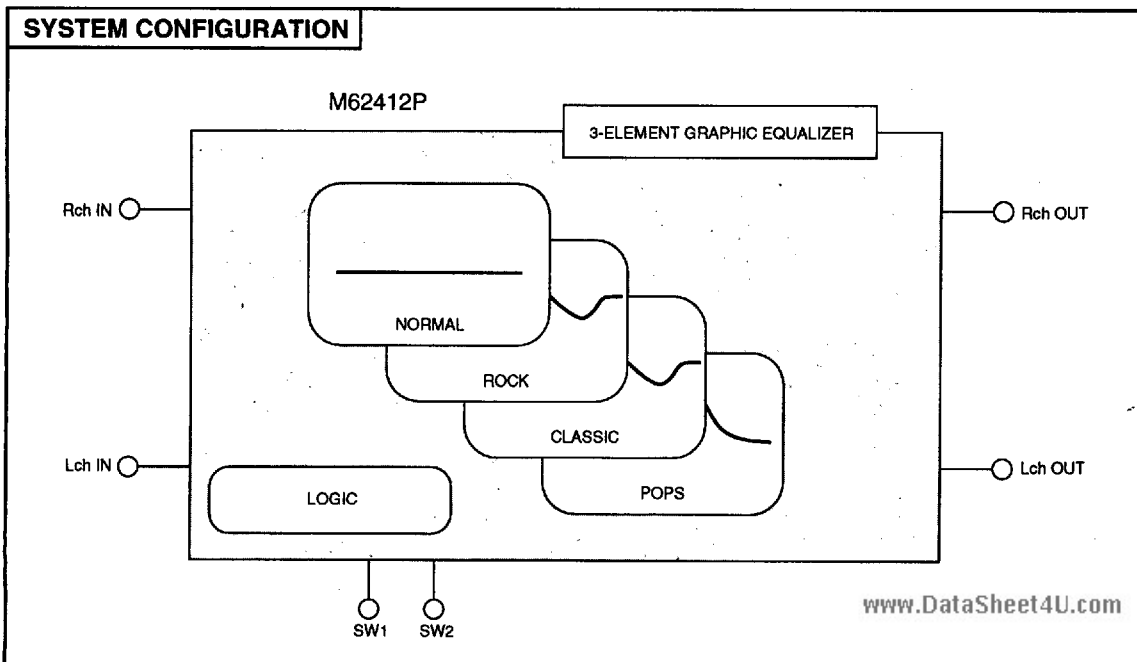 SYSTEM CONFIGURATION
M62412P
3-ELEMENT GRAPHIC EQUALIZER
Rch IN
Rch OUT
NORMAL
ROCK
CLASSIC
POPS
Lch IN
Lch OUT
LOGIC
SW1
SW2
www.DataSheet4U.com